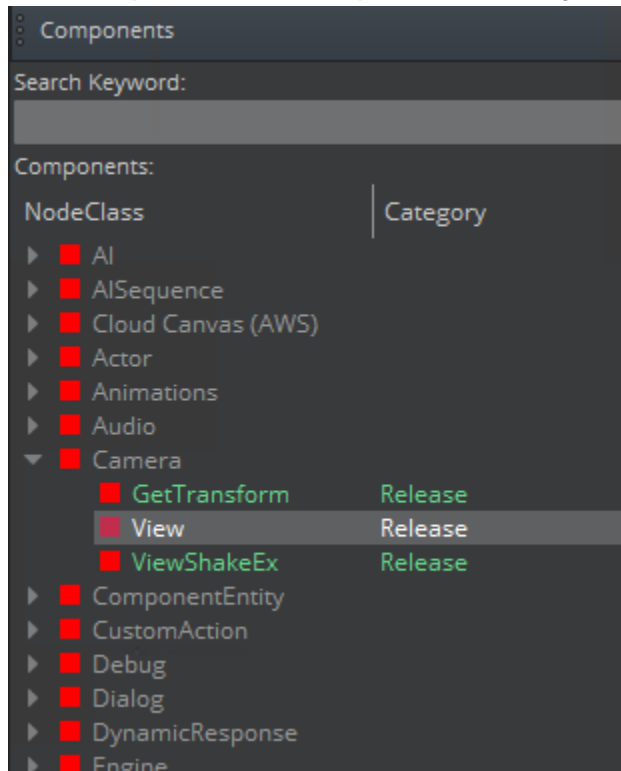 Components
Search Keyword:
Components:
NodeClass Category
AI
AISequence
Cloud Canvas (AWS)
Actor
Animations
Audio
Camera
GetTransform Release
View Release
ViewShakeEx Release
ComponentEntity
CustomAction
Debug
Dialog
DynamicResponse
Engine